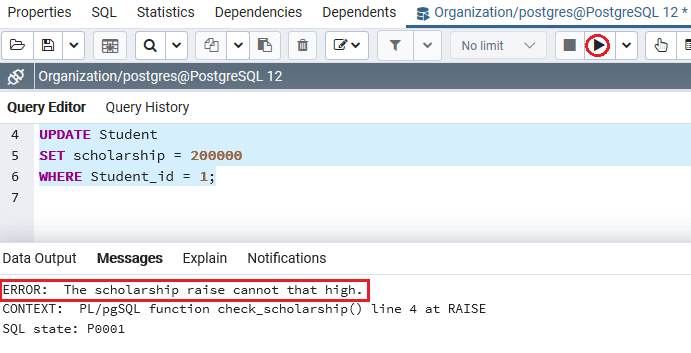 Properties SQL Statistics Dependencies Dependents Organization/postgres@PostgreSQL 12 *
No limit
Organization/postgres@PostgreSQL 12
Query Editor Query History
4 UPDATE Student
5 SET scholarship = 200000
6 WHERE Student_id = 1;
7
Data Output Messages Explain Notifications
ERROR:  The scholarship raise cannot that high.
CONTEXT:  PL/pgSQL function check_scholarship() line 4 at RAISE
SQL state: P0001